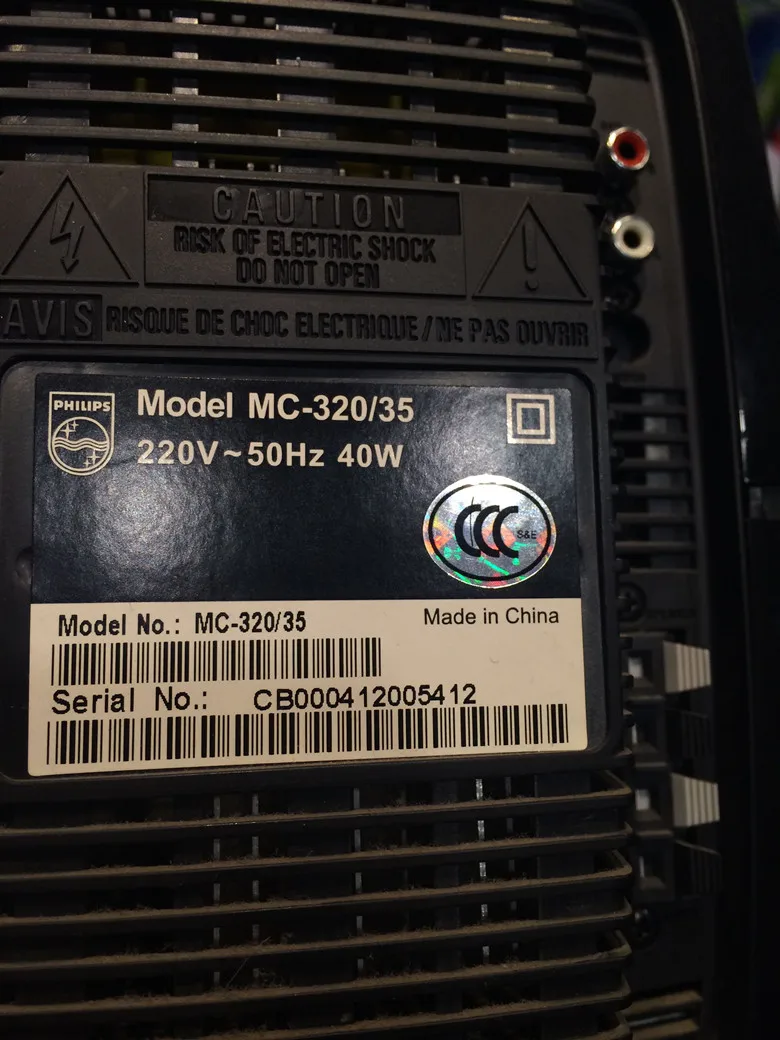 CAUTION
RISK OF ELECTRIC SHOCK
DO NOT OPEN
AVIS RISQUE DE CHOC ELECTRIQUE / NE PAS OUVRIR
PHILIPS
Model MC-320/35
220V~50Hz 40W
CCC S&E
Model No.: MC-320/35
Made in China
Serial No.: CB000412005412